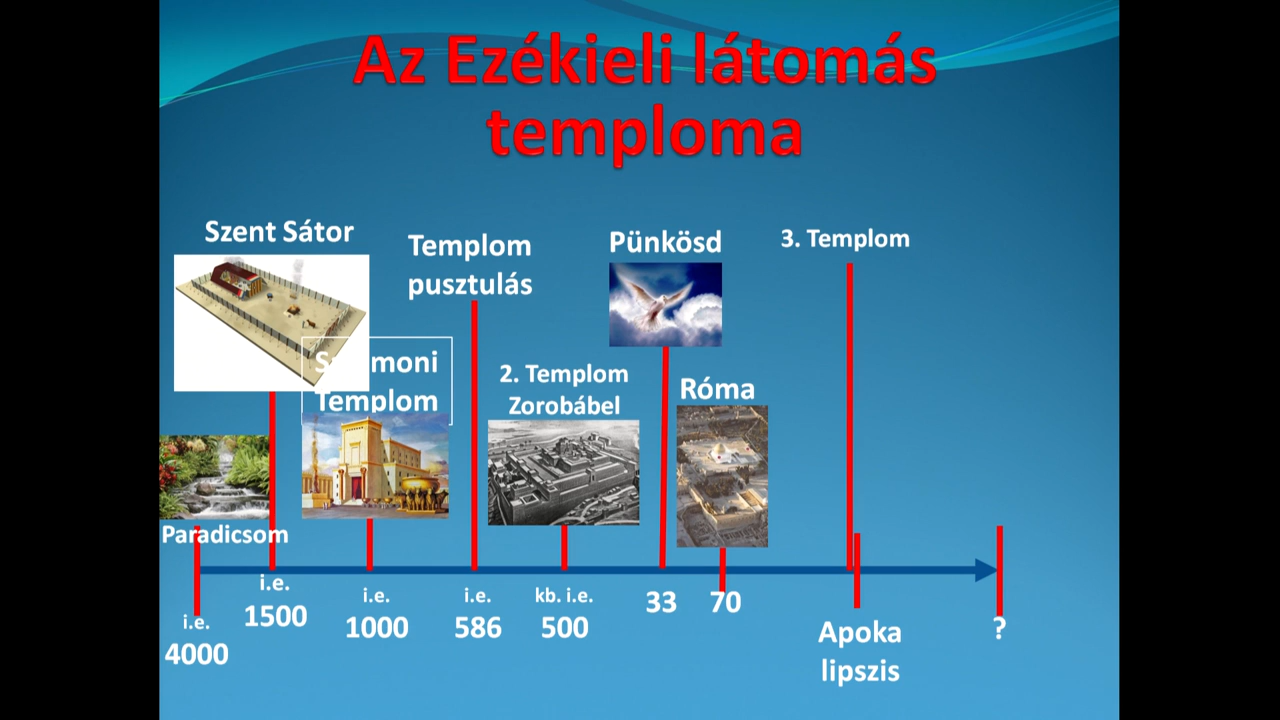 Az Ezékieli látomás
temploma
Szent Sátor
Templom
pusztulás
Pünkösd
3. Templom
moni
Templom
2. Templom
Zorobábel
Róma
Paradicsom
i.e.
4000
i.e.
1500
i.e.
1000
i.e.
586
kb. i.e.
500
33
70
Apoka
lipszis
?